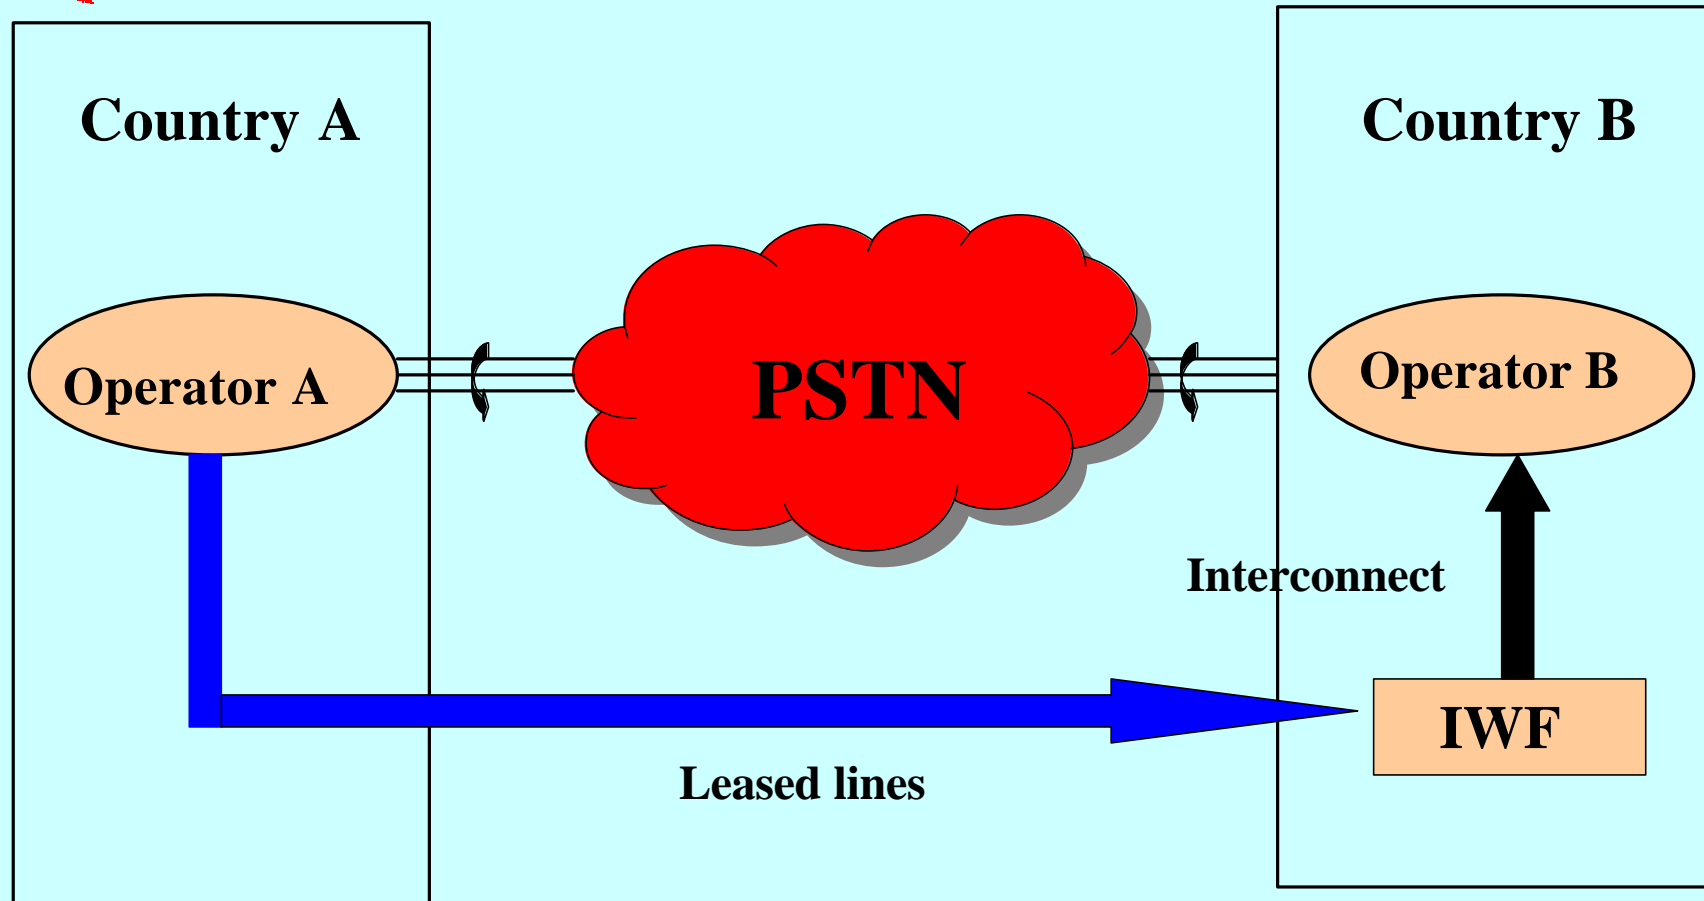 Country A
Country B
Operator A
PSTN
Operator B
Interconnect
IWF
Leased lines